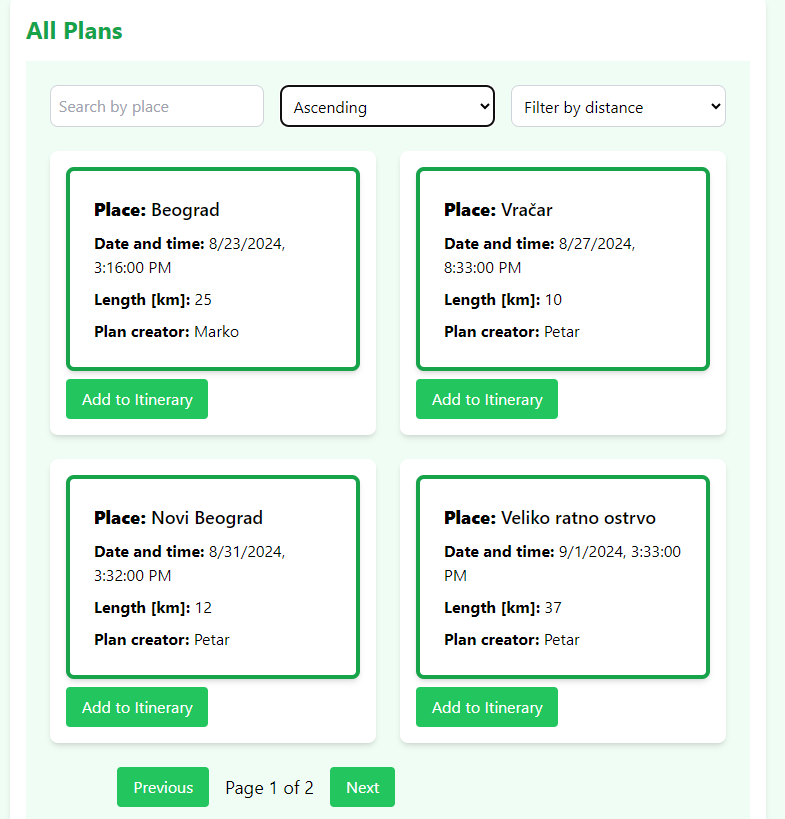 All Plans
Search by place
Ascending
Filter by distance
Place: Beograd
Date and time: 8/23/2024,
3:16:00 PM
Length [km]: 25
Plan creator: Marko
Add to Itinerary
Place: Vračar
Date and time: 8/27/2024,
8:33:00 PM
Length [km]: 10
Plan creator: Petar
Add to Itinerary
Place: Novi Beograd
Date and time: 8/31/2024,
3:32:00 PM
Length [km]: 12
Plan creator: Petar
Add to Itinerary
Place: Veliko ratno ostrvo
Date and time: 9/1/2024, 3:33:00
PM
Length [km]: 37
Plan creator: Petar
Add to Itinerary
Previous
Page 1 of 2
Next